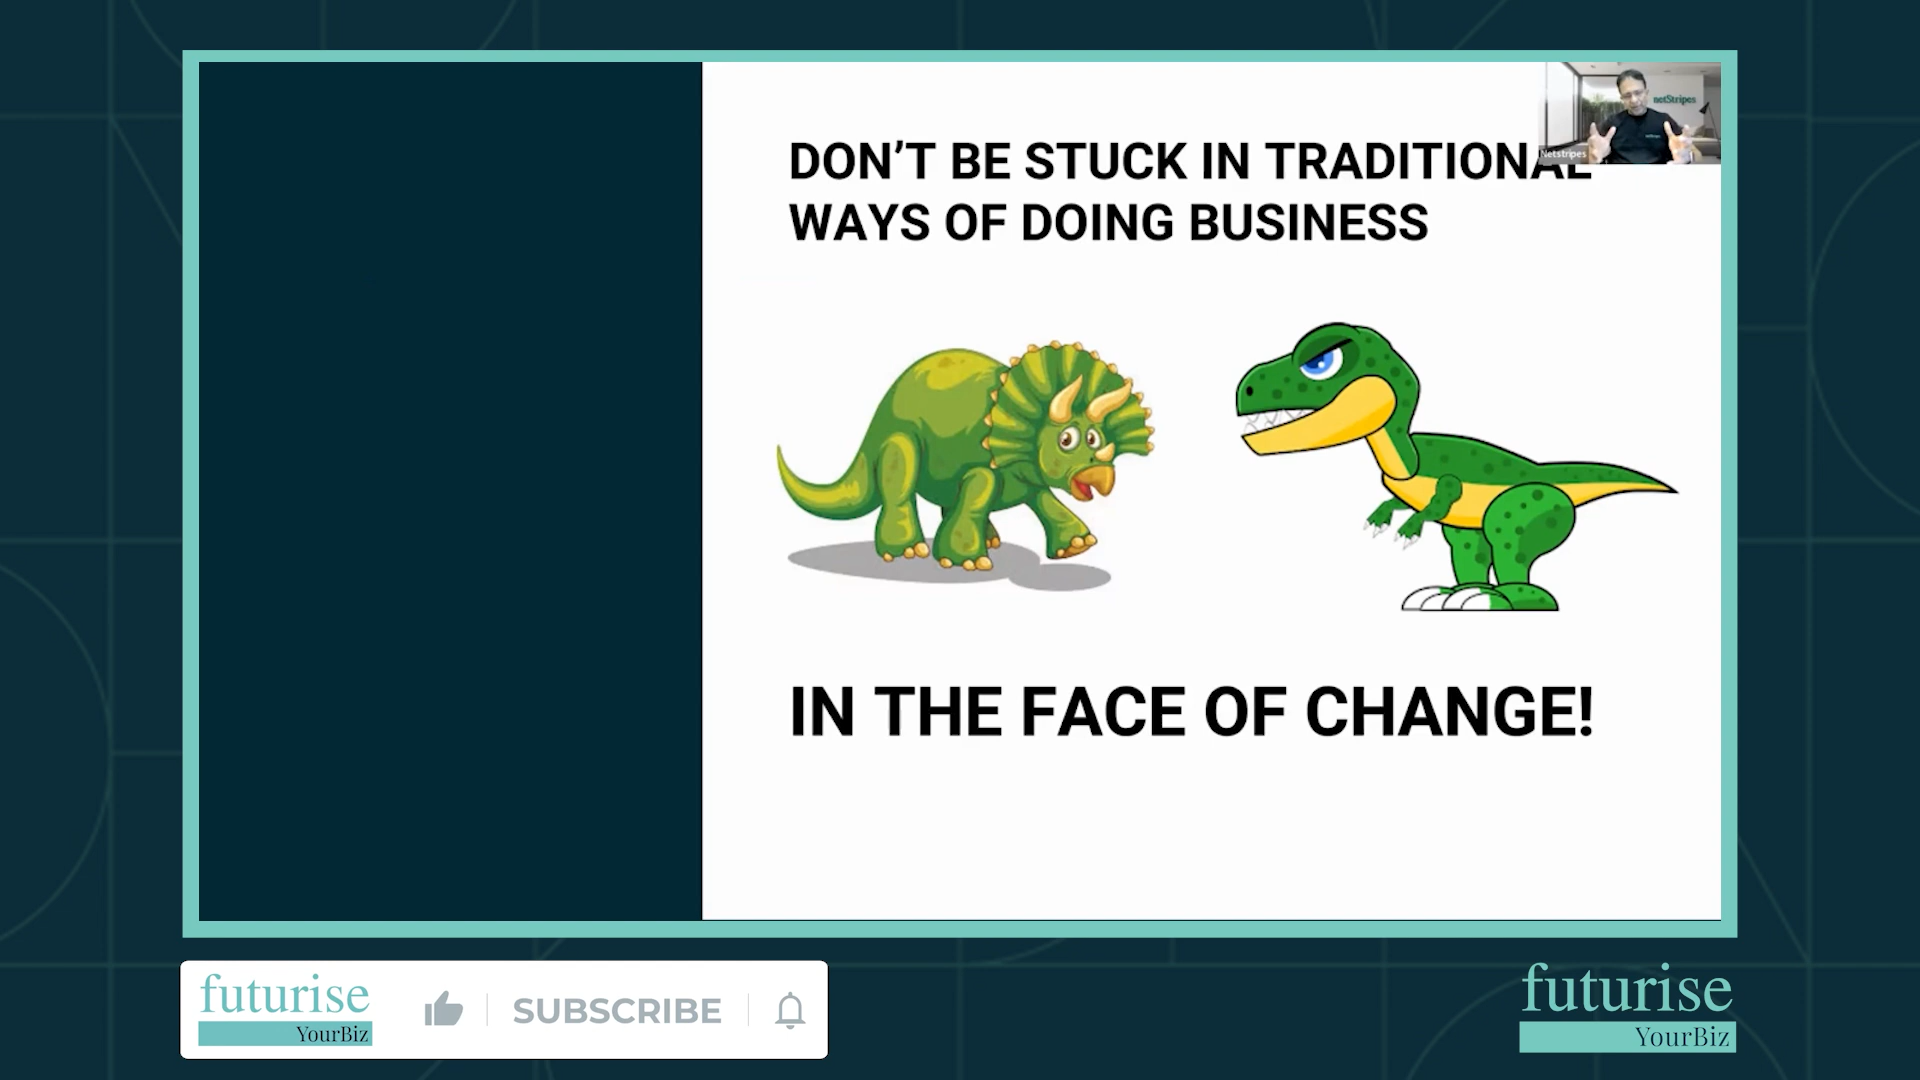 netStripes
Netstripes
DON'T BE STUCK IN TRADITIONAL
WAYS OF DOING BUSINESS
IN THE FACE OF CHANGE!
futurise
YourBiz
SUBSCRIBE
futurise
YourBiz